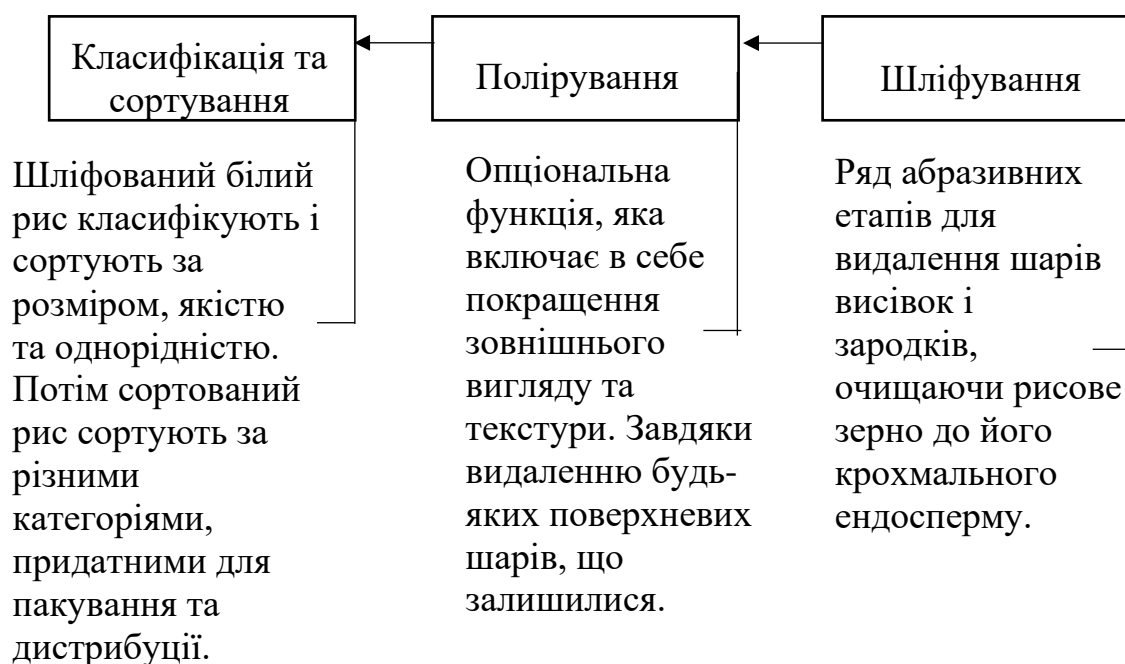 Класифікація та
сортування
Полірування
Шліфування
Шліфований білий
рис класифікують і
сортують за
розміром, якістю
та однорідністю.
Потім сортований
рис сортують за
різними
категоріями,
придатними для
пакування та
дистрибуції.
Опціональна
функція, яка
включає в себе
покращення
зовнішнього
вигляду та
текстури. Завдяки
видаленню будь-
яких поверхневих
шарів, що
залишилися.
Ряд абразивних
етапів для
видалення шарів
висівок і
зародків,
очищаючи рисове
зерно до його
крохмального
ендосперму.